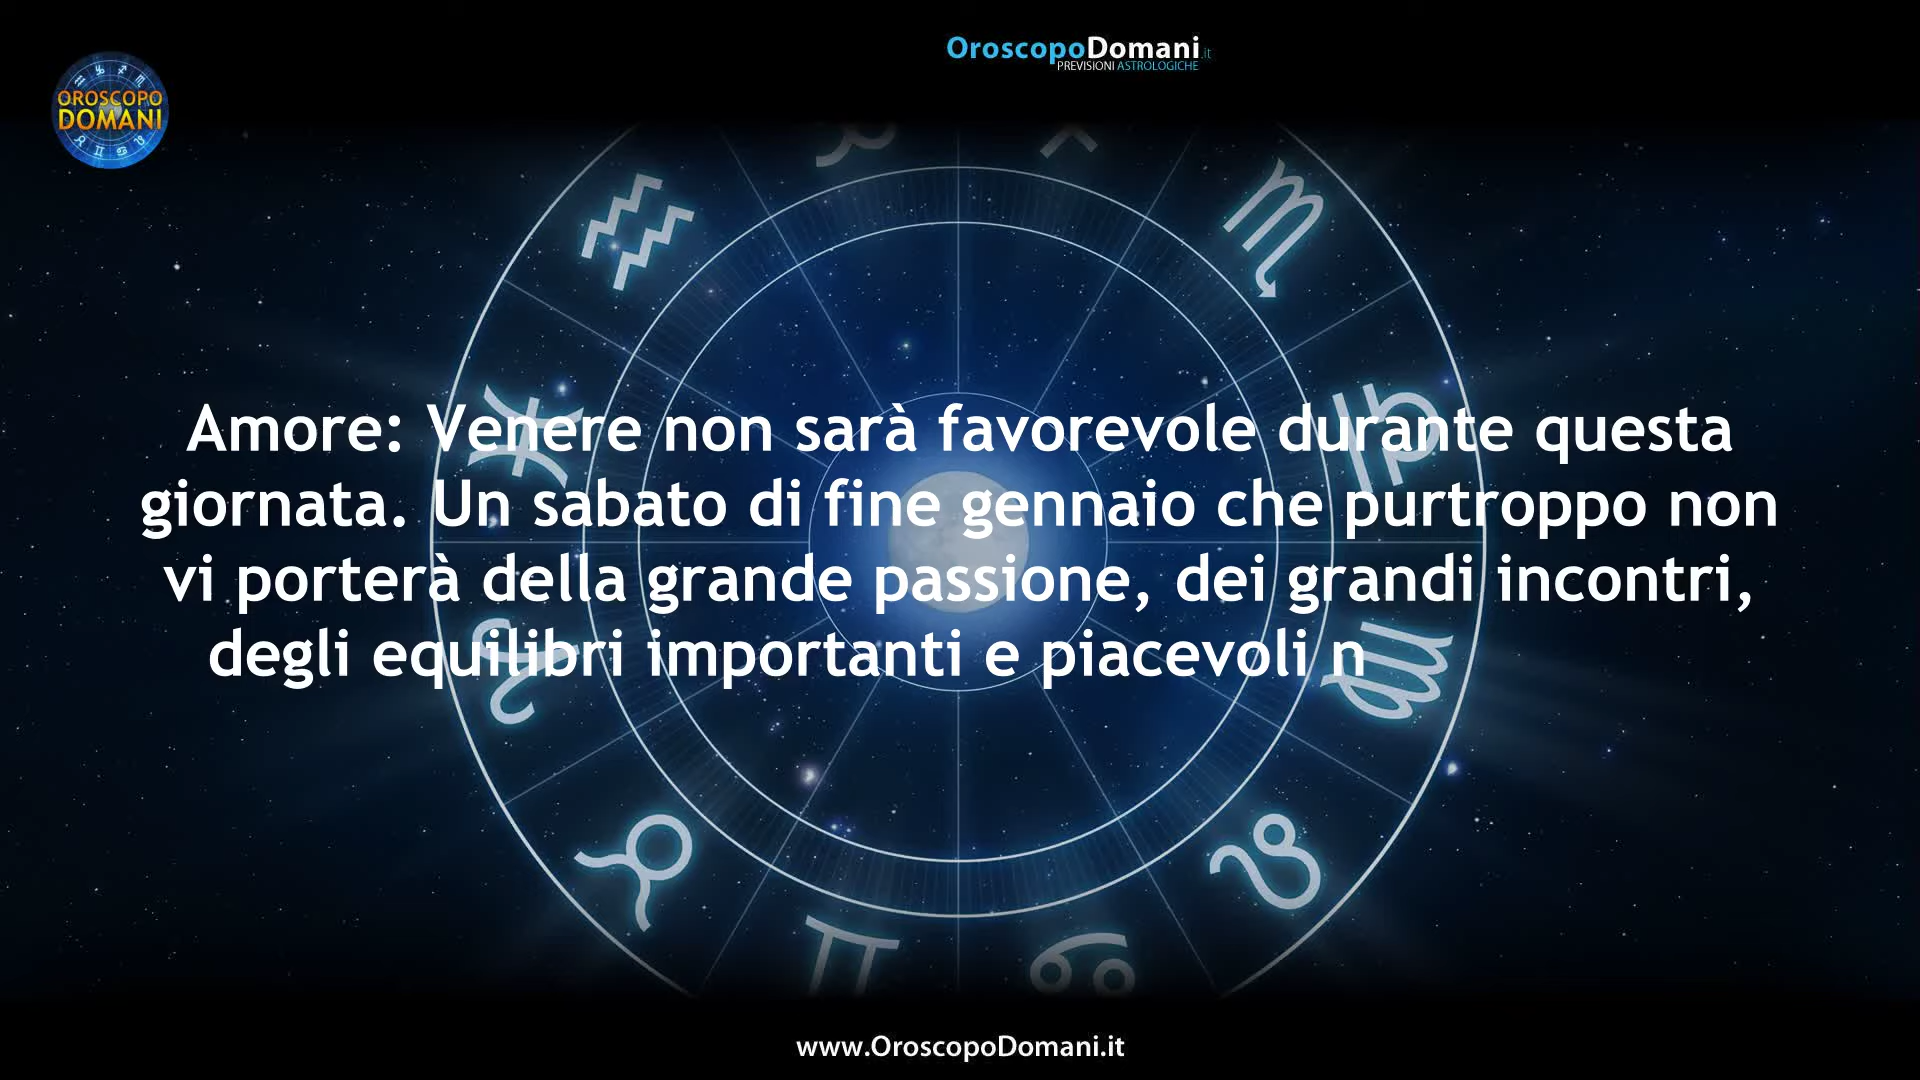 OroscopoDomani.it
PREVISIONI ASTROLOGICHE
OROSCOPO
DOMANI
Amore: Venere non sarà favorevole durante questa
giornata. Un sabato di fine gennaio che purtroppo non
vi porterà della grande passione, dei grandi incontri,
degli equilibri importanti e piacevoli n
www.OroscopoDomani.it